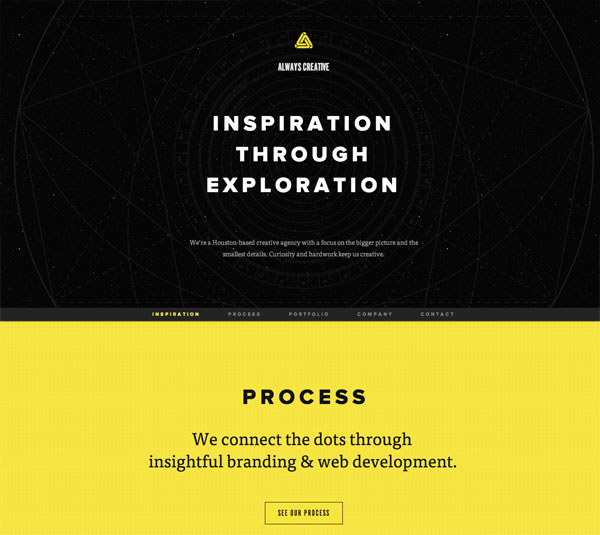 ALWAYS CREATIVE
INSPIRATION
THROUGH
EXPLORATION
We're a Houston-based creative agency with a focus on the bigger picture and the
smallest details. Curiosity and hardwork keep us creative.
INSPIRATION PROCESS PORTFOLIO COMPANY CONTACT
PROCESS
We connect the dots through
insightful branding & web development.
SEE OUR PROCESS